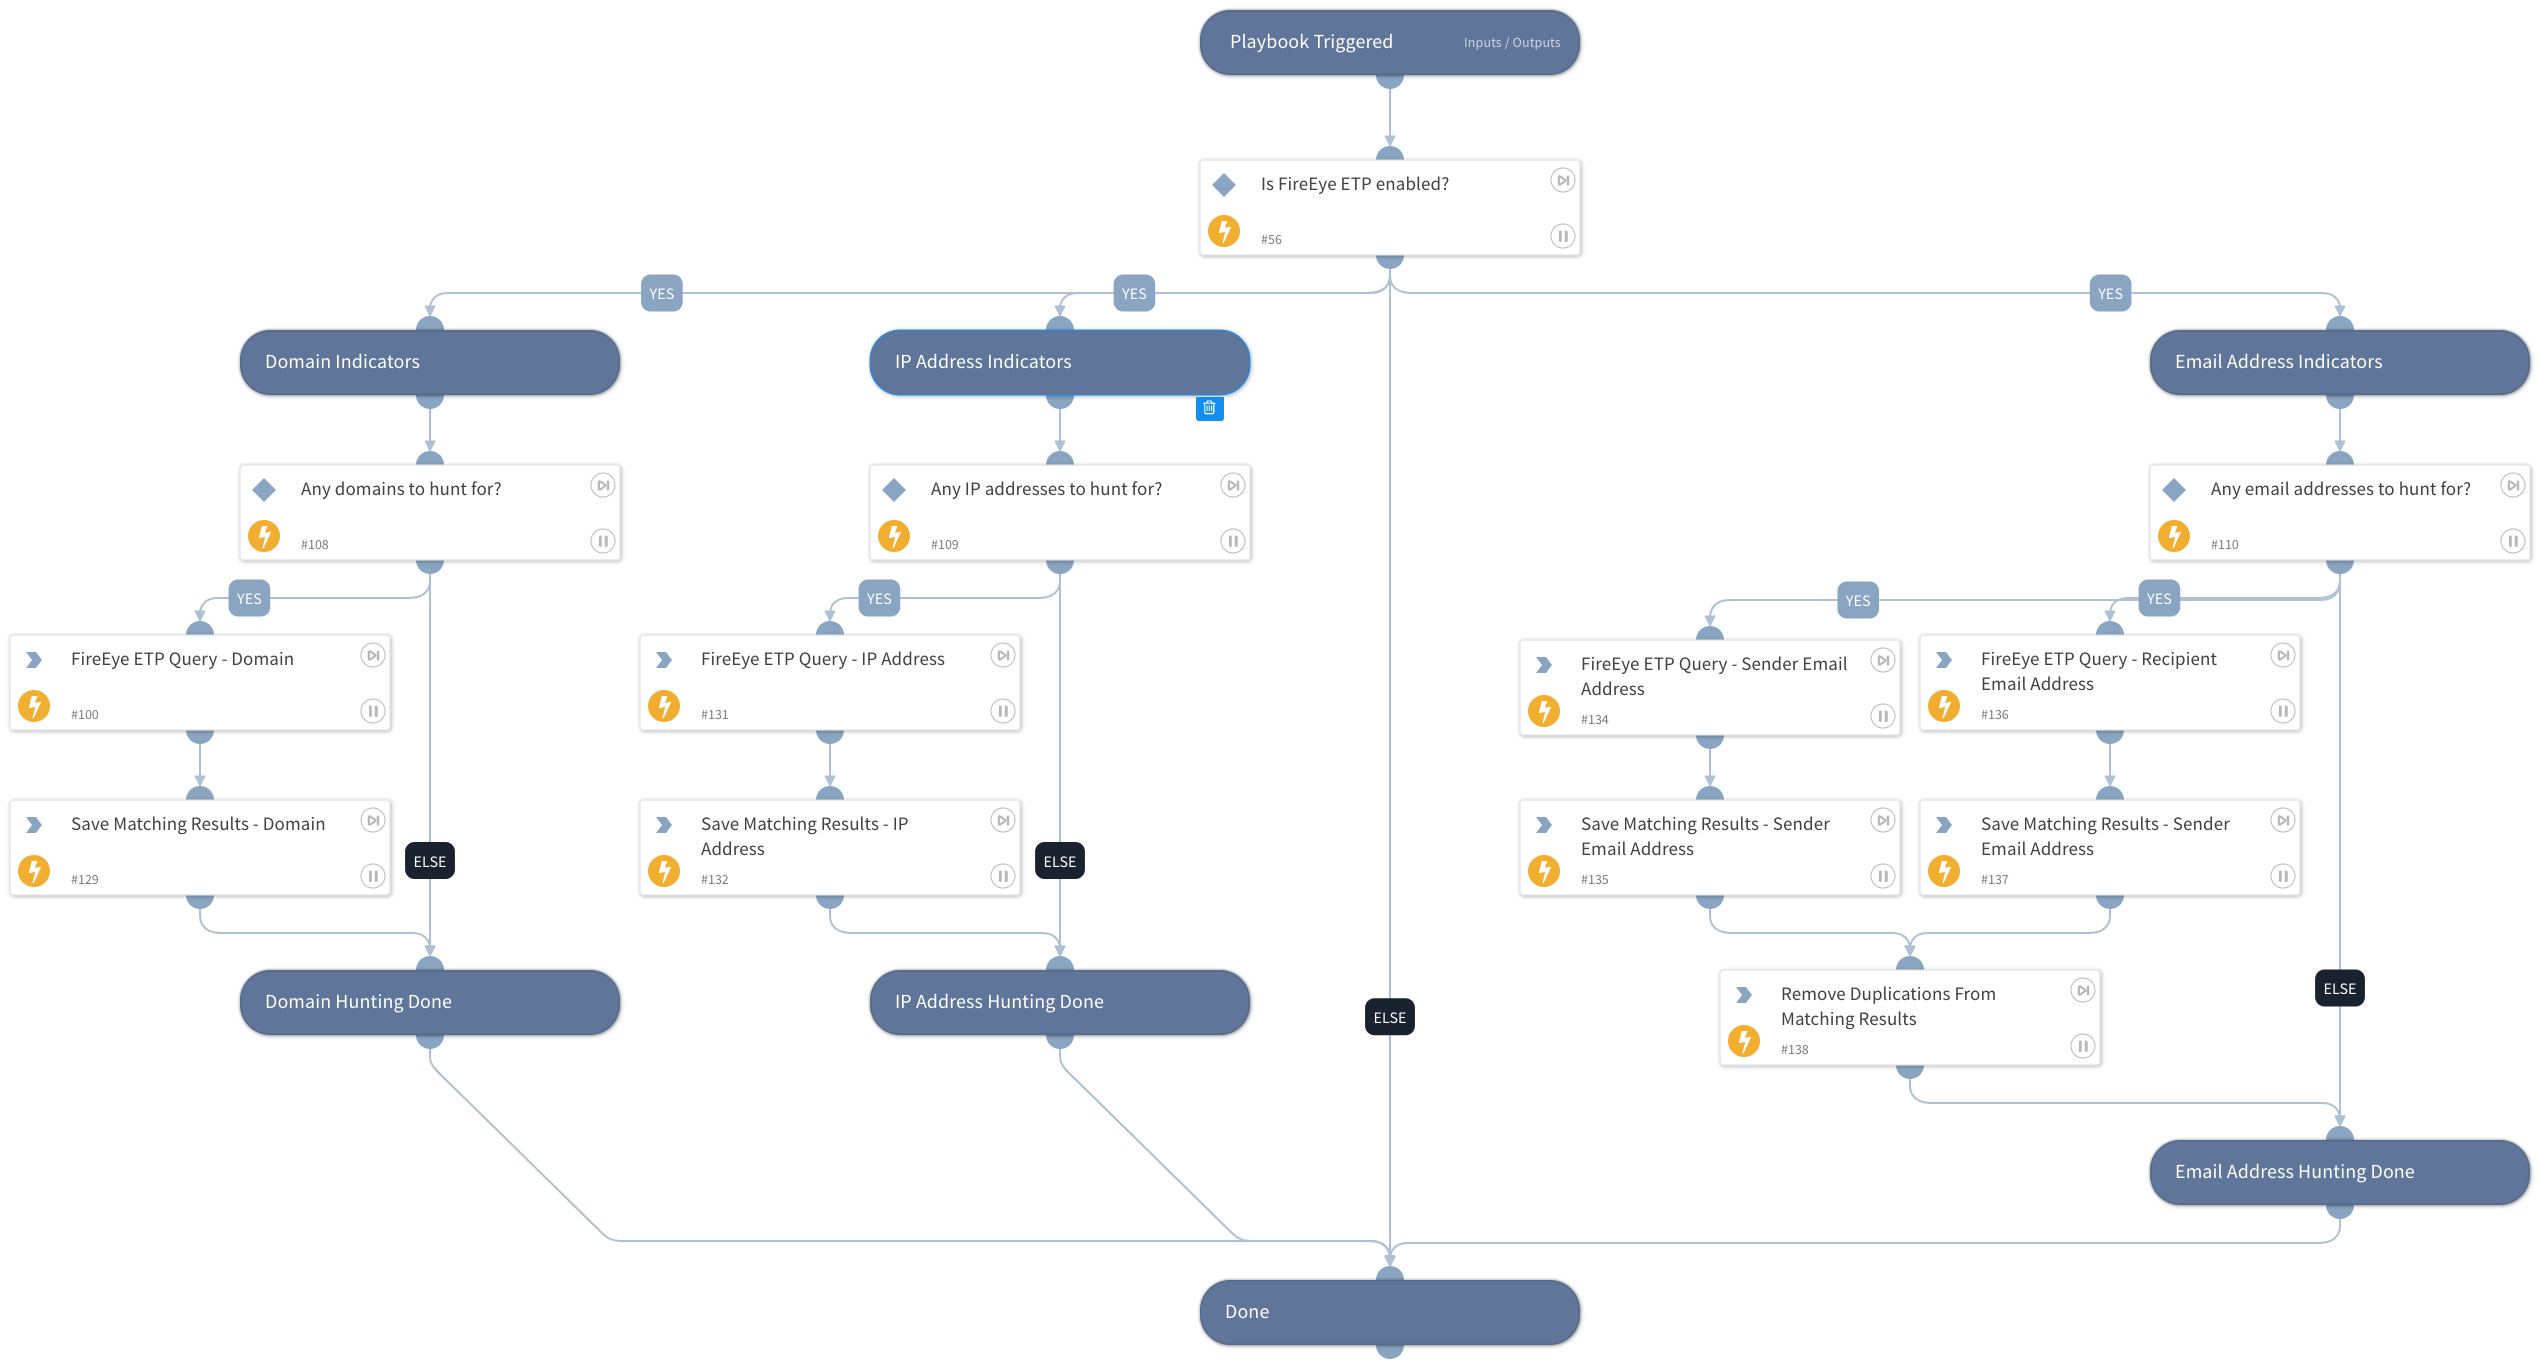 Playbook Triggered
Inputs / Outputs
Is FireEye ETP enabled?
#56
YES
YES
YES
Domain Indicators
IP Address Indicators
Email Address Indicators
Any domains to hunt for?
#108
Any IP addresses to hunt for?
#109
Any email addresses to hunt for?
#110
YES
YES
YES
YES
FireEye ETP Query - Domain
#100
FireEye ETP Query - IP Address
#131
FireEye ETP Query - Sender Email
Address
#134
FireEye ETP Query - Recipient
Email Address
#136
Save Matching Results - Domain
#129
ELSE
Save Matching Results - IP
Address
#132
ELSE
Save Matching Results - Sender
Email Address
#135
Save Matching Results - Sender
Email Address
#137
Domain Hunting Done
IP Address Hunting Done
ELSE
Remove Duplications From
Matching Results
#138
ELSE
Email Address Hunting Done
Done